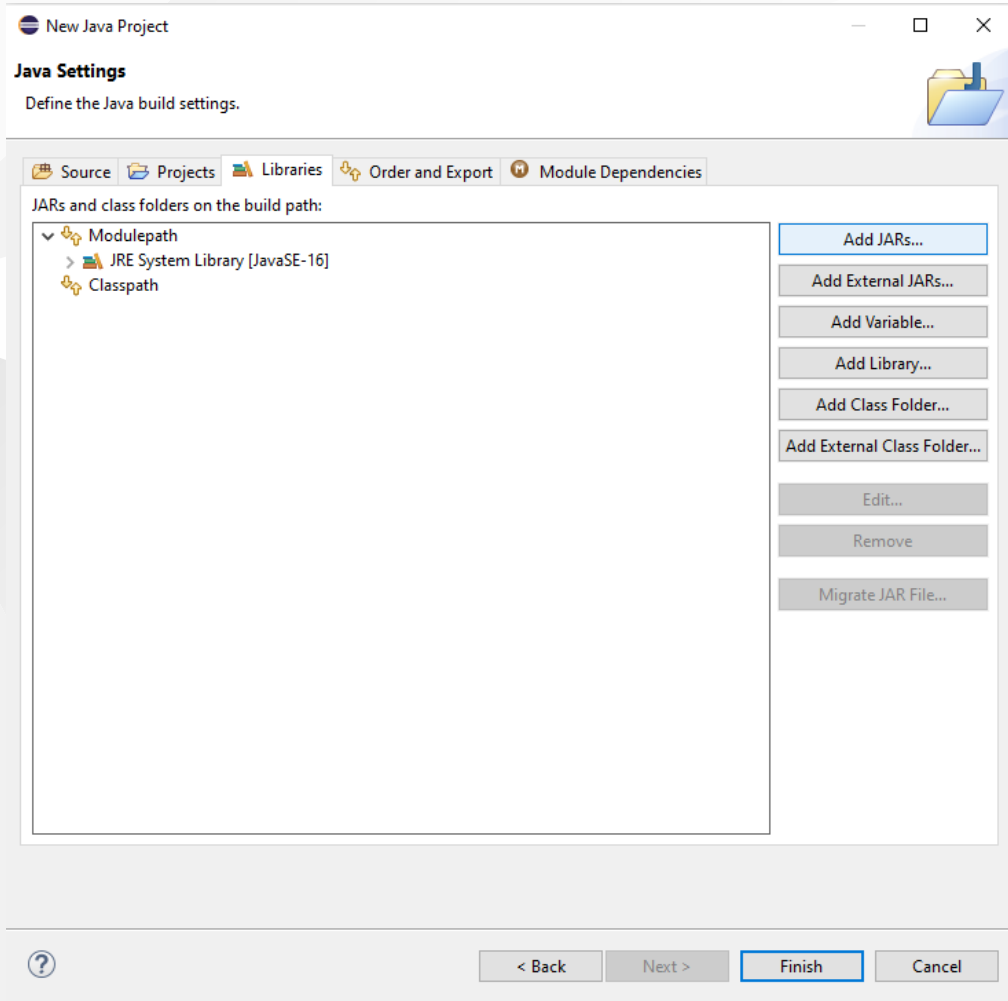 New Java Project
Java Settings
Define the Java build settings.
Source Projects Libraries Order and Export Module Dependencies
JARs and class folders on the build path:
Modulepath
JRE System Library [JavaSE-16]
Classpath
Add JARs...
Add External JARs...
Add Variable...
Add Library...
Add Class Folder...
Add External Class Folder...
Edit...
Remove
Migrate JAR File...
< Back Next > Finish Cancel